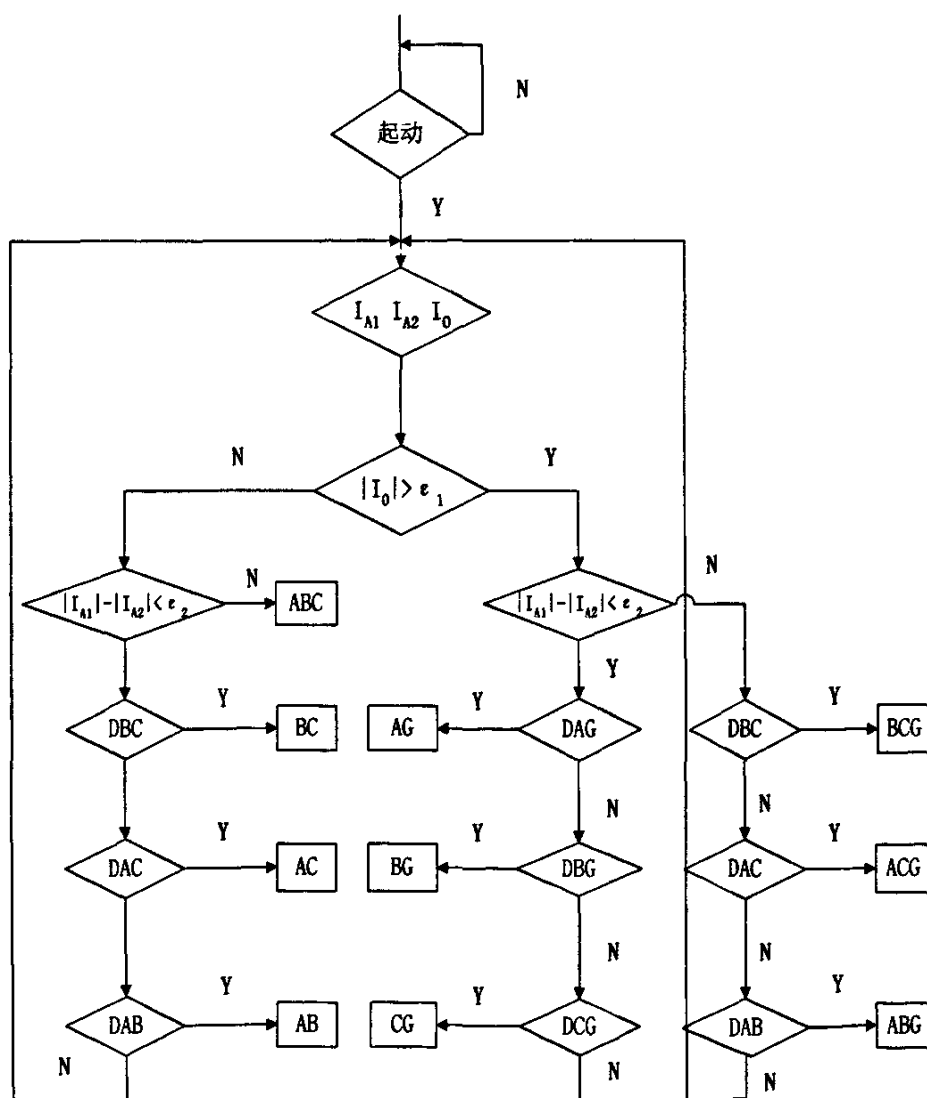 N
起动
Y
I_A1 I_A2 I_0
N
Y
|I_0|> ε_1
N
N
|I_A1|-|I_A2|< ε_2
ABC
|I_A1|-|I_A2|< ε_2
Y
Y
Y
Y
DBC
BC
AG
DAG
DBC
BCG
N
N
Y
Y
Y
DAC
AC
BG
DBG
DAC
ACG
N
N
Y
Y
Y
DAB
AB
CG
DCG
DAB
ABG
N
N
N